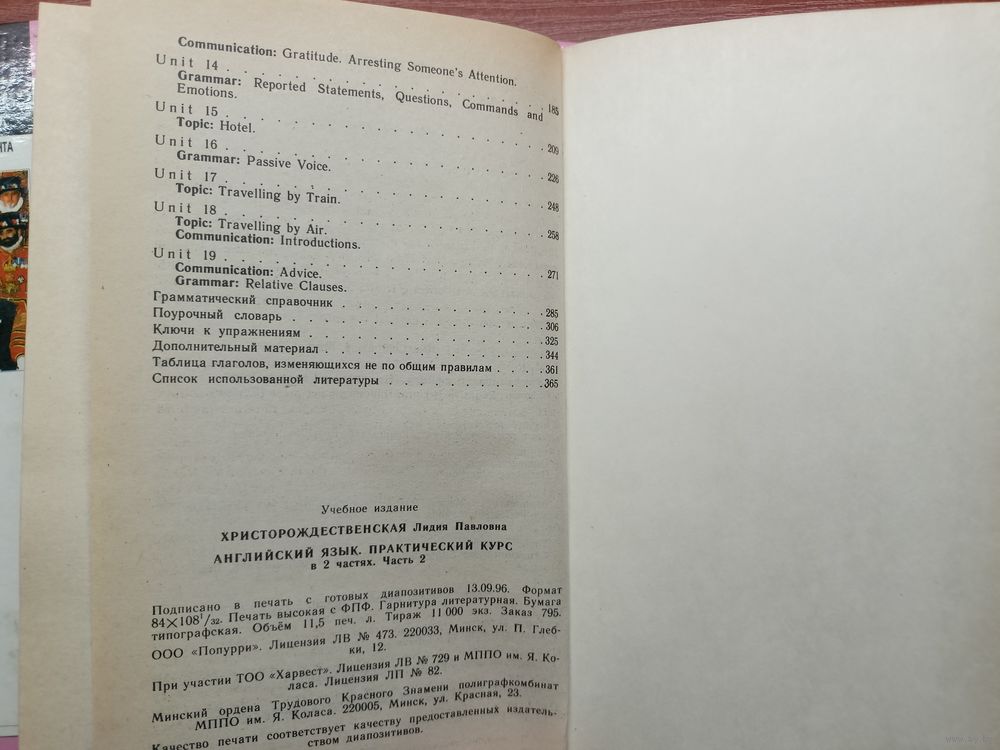 Communication: Gratitude. Arresting Someone's Attention.
Unit 14 . . . . . . . . . . . . . . . . . . . 185
Grammar: Reported Statements, Questions, Commands and
Emotions.
Unit 15 . . . . . . . . . . . . . . . . . . . 209
Topic: Hotel.
Unit 16 . . . . . . . . . . . . . . . . . . . 226
Grammar: Passive Voice.
Unit 17 . . . . . . . . . . . . . . . . . . . 248
Topic: Travelling by Train.
Unit 18 . . . . . . . . . . . . . . . . . . . 258
Topic: Travelling by Air.
Communication: Introductions.
Unit 19 . . . . . . . . . . . . . . . . . . . 271
Communication: Advice.
Grammar: Relative Clauses.
Грамматический справочник . . . . . . . . . . . . 285
Поурочный словарь . . . . . . . . . . . . . . . 306
Ключи к упражнениям . . . . . . . . . . . . . . 325
Дополнительный материал . . . . . . . . . . . . . 344
Таблица глаголов, изменяющихся не по общим правилам . . . . 361
Список использованной литературы . . . . . . . . . . 365
Учебное издание
ХРИСТОРОЖДЕСТВЕНСКАЯ Лидия Павловна
АНГЛИЙСКИЙ ЯЗЫК. ПРАКТИЧЕСКИЙ КУРС
в 2 частях. Часть 2
Подписано в печать с готовых диапозитивов 13.09.96. Формат
84×108¹/₃₂. Печать высокая с ФПФ. Гарнитура литературная. Бумага
типографская. Объём 11,5 печ. л. Тираж 11 000 экз. Заказ 795.
ООО «Попурри». Лицензия ЛВ № 473. 220033, Минск, ул. П. Глеб-
ки, 12.
При участии ТОО «Харвест». Лицензия ЛВ № 729 и МППО им. Я. Ко-
ласа. Лицензия ЛП № 82.
Минский ордена Трудового Красного Знамени полиграфкомбинат
МППО им. Я. Коласа. 220005, Минск, ул. Красная, 23.
Качество печати соответствует качеству предоставленных издатель-
ством диапозитивов.